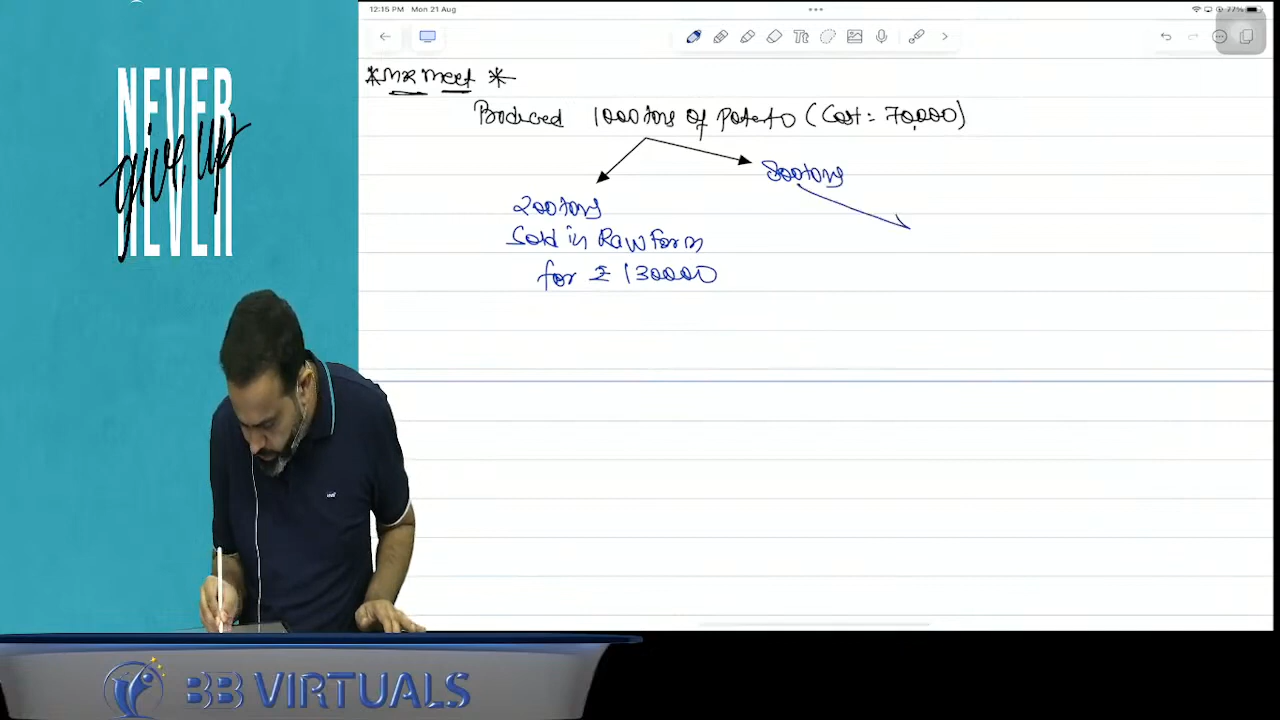 12:15 PM Mon 21 Aug
77%
NEVER
give up
NEVER
*Mr Meet *
Produced 1000 tons of Potato (Cost = 70,000)
800 tons
200 tons
Sold in Raw form
for ₹ 130000
BB VIRTUALS